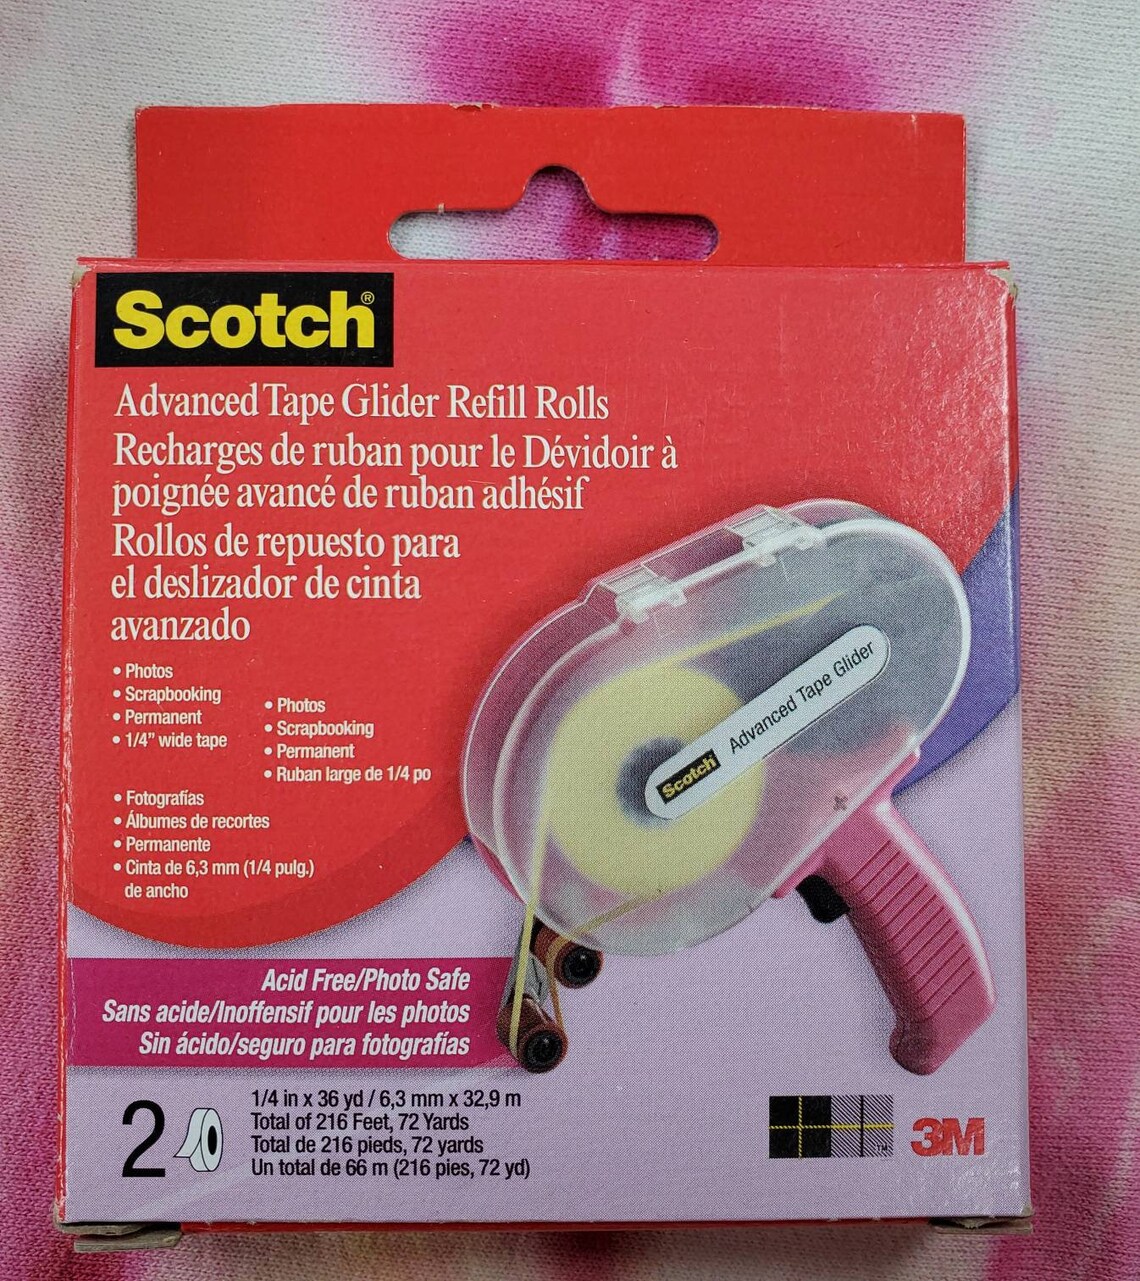 Scotch®
Advanced Tape Glider Refill Rolls
Recharges de ruban pour le Dévidoir à
poignée avancé de ruban adhésif
Rollos de repuesto para
el deslizador de cinta
avanzado
• Photos
• Scrapbooking
• Permanent
• 1/4" wide tape
• Photos
• Scrapbooking
• Permanent
• Ruban large de 1/4 po
• Fotografías
• Álbumes de recortes
• Permanente
• Cinta de 6,3 mm (1/4 pulg.)
de ancho
Scotch Advanced Tape Glider
Acid Free/Photo Safe
Sans acide/Inoffensif pour les photos
Sin ácido/seguro para fotografías
2
1/4 in x 36 yd / 6,3 mm x 32,9 m
Total of 216 Feet, 72 Yards
Total de 216 pieds, 72 yards
Un total de 66 m (216 pies, 72 yd)
3M